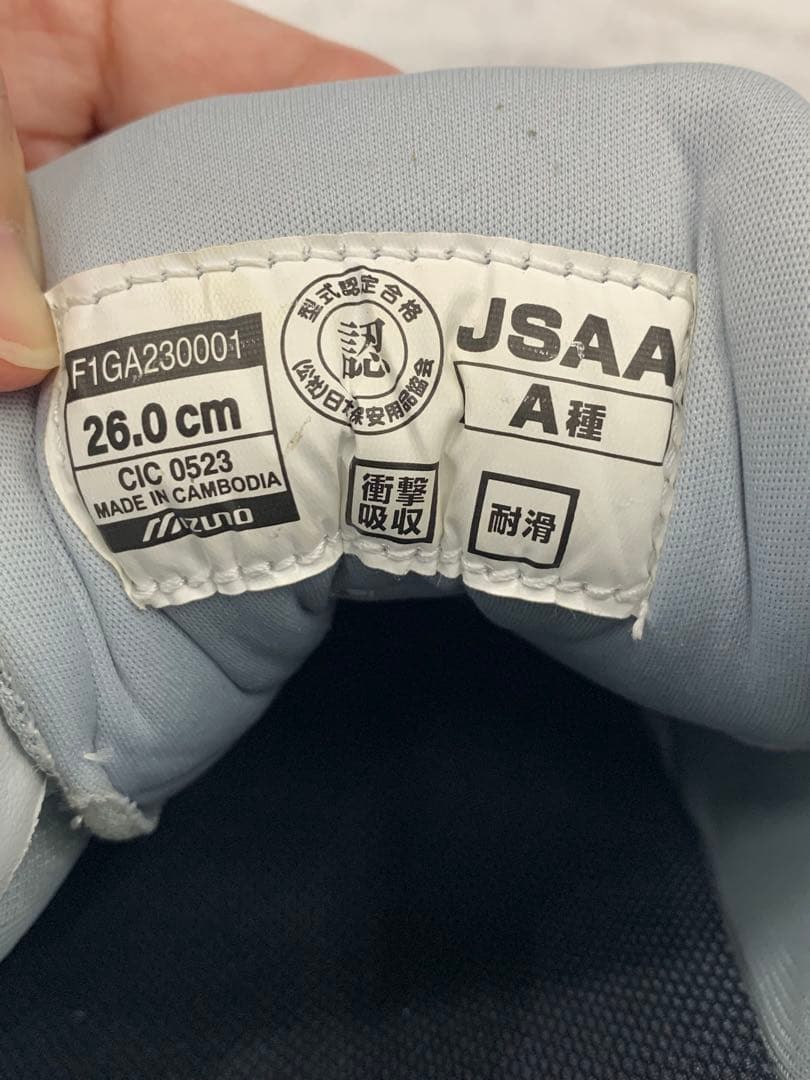 F1GA230001
26.0 cm
CIC 0523
MADE IN CAMBODIA
MIZUNO
型式認定合格
認
(公社)日本保安用品協会
衝撃
吸収
JSAA
A種
耐滑